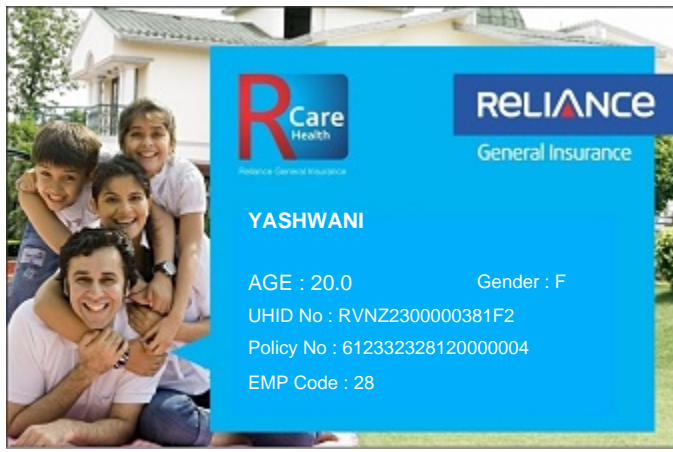 R Care
Health
Reliance General Insurance
RELIANCE
General Insurance
YASHWANI
AGE : 20.0 Gender : F
UHID No : RVNZ2300000381F2
Policy No : 612332328120000004
EMP Code : 28